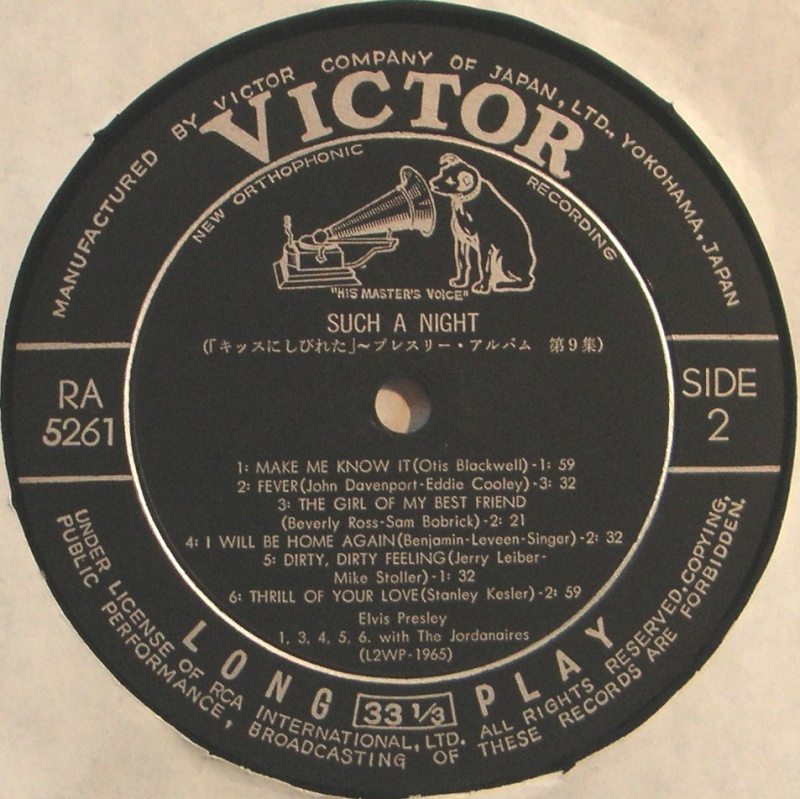 MANUFACTURED BY VICTOR COMPANY OF JAPAN, LTD., YOKOHAMA, JAPAN
VICTOR
NEW ORTHOPHONIC RECORDING
"HIS MASTER'S VOICE"
SUCH A NIGHT
(「キッスにしびれた」～プレスリー・アルバム 第9集)
RA
5261
SIDE
2
1: MAKE ME KNOW IT(Otis Blackwell)-1: 59
2: FEVER(John Davenport-Eddie Cooley)-3: 32
3: THE GIRL OF MY BEST FRIEND
(Beverly Ross-Sam Bobrick)-2: 21
4: I WILL BE HOME AGAIN(Benjamin-Leveen-Singer)-2: 32
5: DIRTY, DIRTY FEELING(Jerry Leiber-
Mike Stoller)-1: 32
6: THRILL OF YOUR LOVE(Stanley Kesler)-2: 59
Elvis Presley
1, 3, 4, 5, 6. with The Jordanaires
(L2WP-1965)
LONG 33 1/3 PLAY
UNDER LICENSE OF RCA INTERNATIONAL, LTD. ALL RIGHTS RESERVED. COPYING,
PUBLIC PERFORMANCE, BROADCASTING OF THESE RECORDS ARE FORBIDDEN.